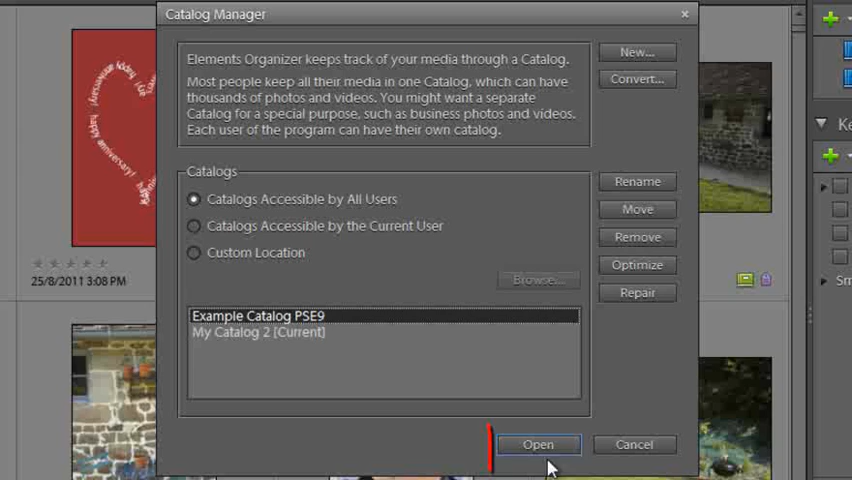 Catalog Manager
Elements Organizer keeps track of your media through a Catalog.
Most people keep all their media in one Catalog, which can have
thousands of photos and videos. You might want a separate
Catalog for a special purpose, such as business photos and videos.
Each user of the program can have their own catalog.
New...
Convert...
Catalogs
Catalogs Accessible by All Users
Catalogs Accessible by the Current User
Custom Location
Browse...
Rename
Move
Remove
Optimize
Repair
Example Catalog PSE9
My Catalog 2 [Current]
Open
Cancel
25/8/2011 3:08 PM
happy anniversary!